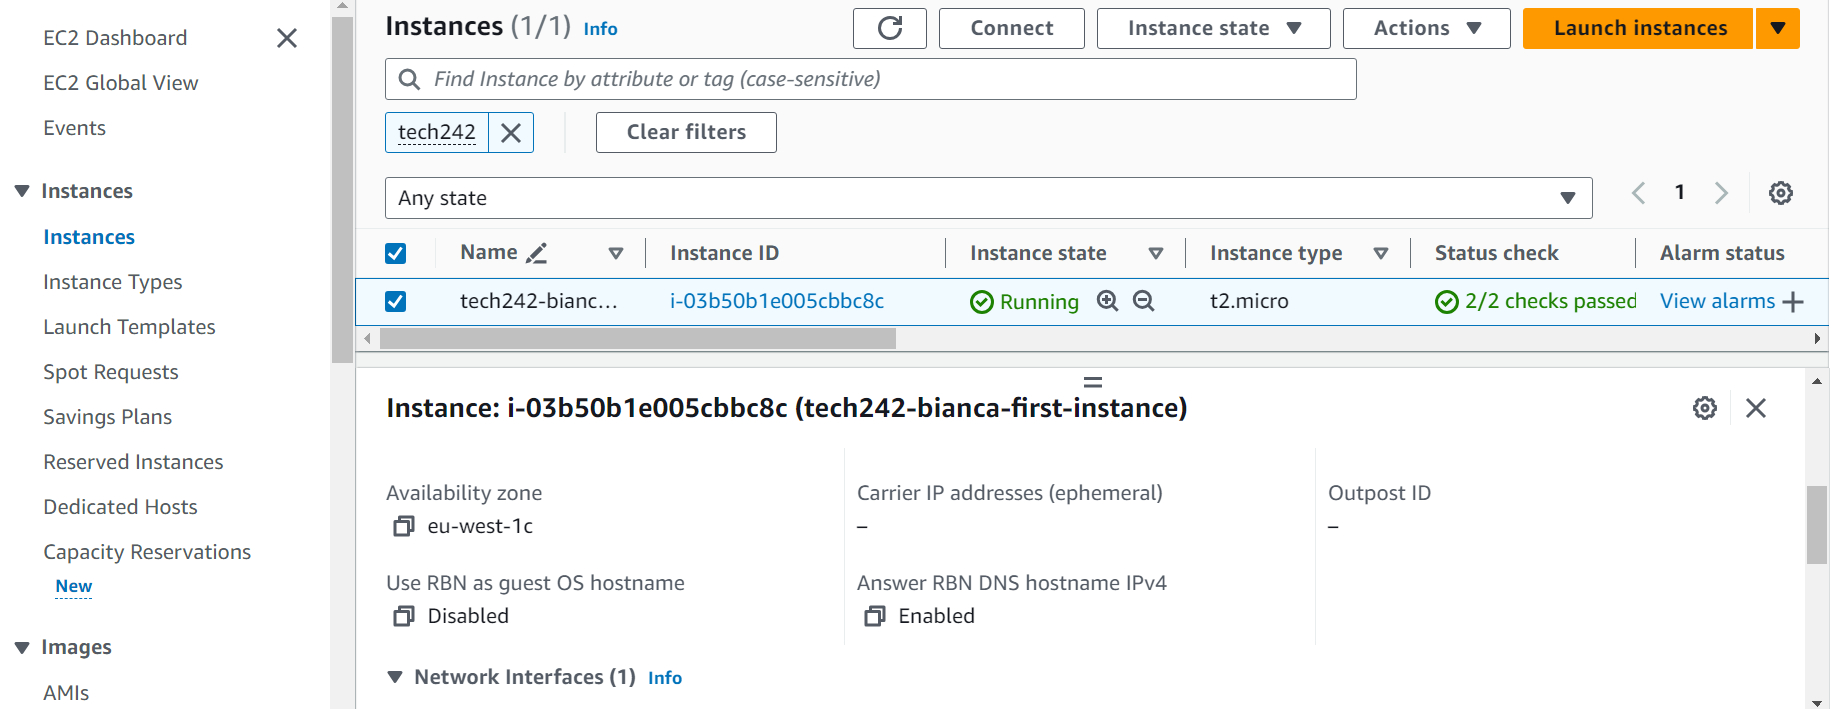 EC2 Dashboard
EC2 Global View
Events
Instances
Instances
Instance Types
Launch Templates
Spot Requests
Savings Plans
Reserved Instances
Dedicated Hosts
Capacity Reservations
New
Images
AMIs
Instances (1/1) Info
Connect
Instance state
Actions
Launch instances
Find Instance by attribute or tag (case-sensitive)
tech242
Clear filters
Any state
1
Name Instance ID Instance state Instance type Status check Alarm status
tech242-bianc... i-03b50b1e005cbbc8c Running t2.micro 2/2 checks passed View alarms
Instance: i-03b50b1e005cbbc8c (tech242-bianca-first-instance)
Availability zone
eu-west-1c
Carrier IP addresses (ephemeral)
–
Outpost ID
–
Use RBN as guest OS hostname
Disabled
Answer RBN DNS hostname IPv4
Enabled
Network Interfaces (1) Info